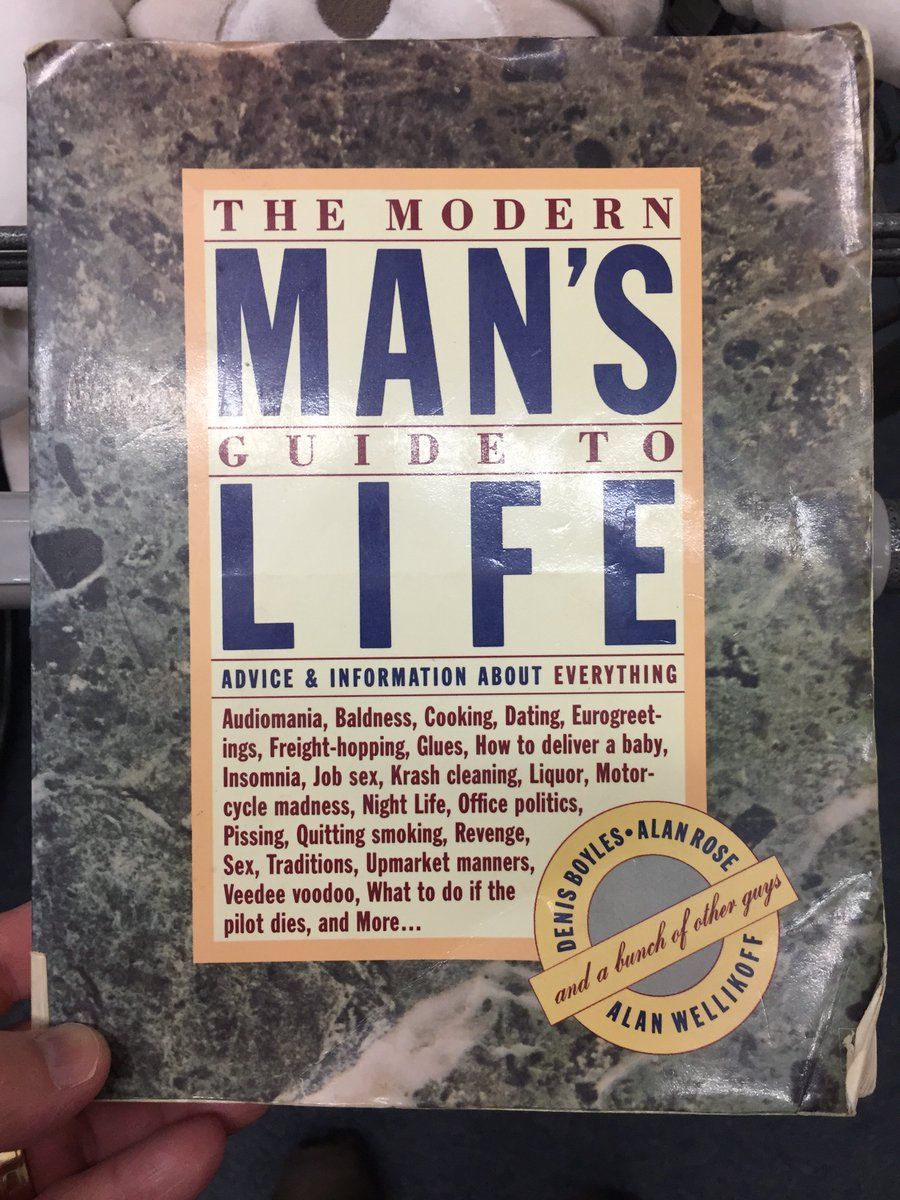 THE MODERN
MAN'S
GUIDE TO
LIFE
ADVICE & INFORMATION ABOUT EVERYTHING
Audiomania, Baldness, Cooking, Dating, Eurogreet-
ings, Freight-hopping, Glues, How to deliver a baby,
Insomnia, Job sex, Krash cleaning, Liquor, Motor-
cycle madness, Night Life, Office politics,
Pissing, Quitting smoking, Revenge,
Sex, Traditions, Upmarket manners,
Veedee voodoo, What to do if the
pilot dies, and More...
DENIS BOYLES • ALAN ROSE
and a bunch of other guys
ALAN WELLIKOFF